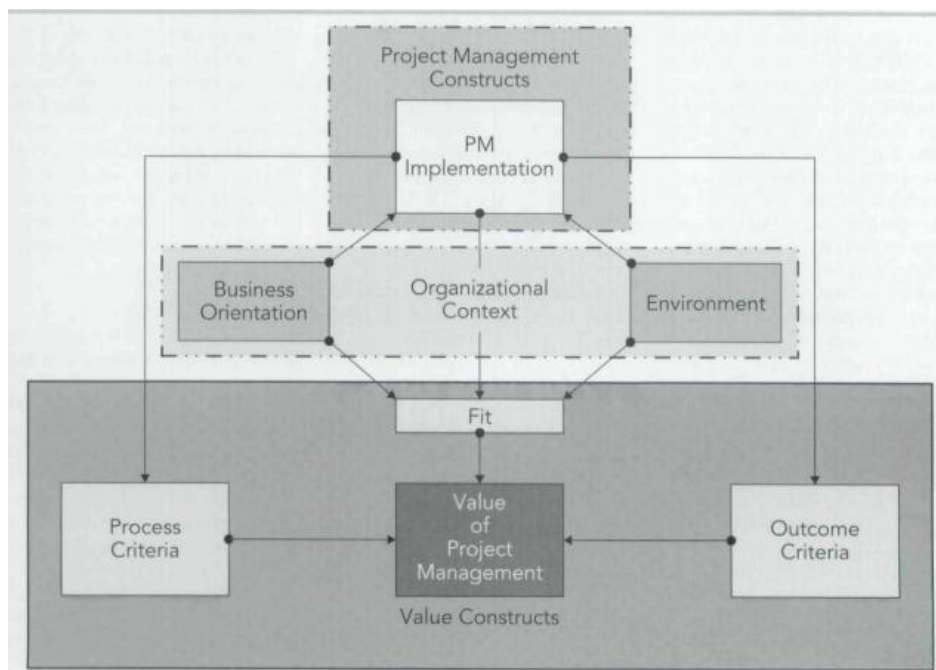 Project Management
Constructs
PM
Implementation
Business
Orientation
Organizational
Context
Environment
Fit
Process
Criteria
Value
of
Project
Management
Outcome
Criteria
Value Constructs